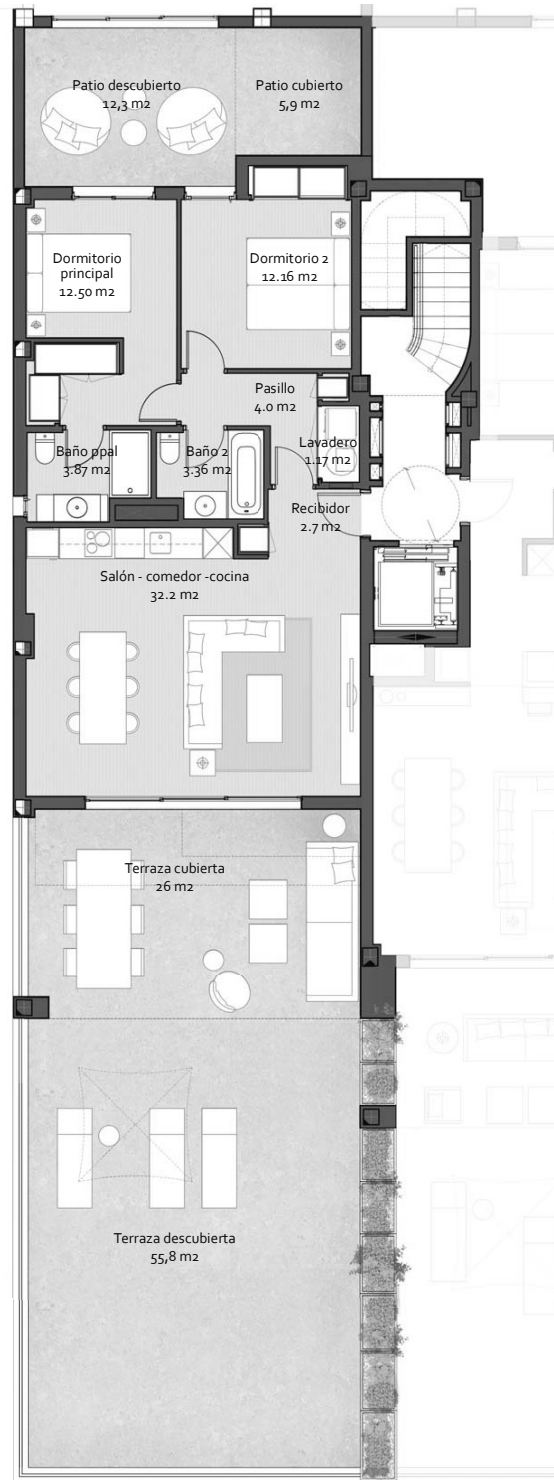 Patio descubierto
12,3 m2
Patio cubierto
5,9 m2
Dormitorio
principal
12.50 m2
Dormitorio 2
12.16 m2
Pasillo
4.0 m2
Lavadero
1.17 m2
Baño ppal
3.87 m2
Baño 2
3.36 m2
Recibidor
2.7 m2
Salón - comedor -cocina
32.2 m2
Terraza cubierta
26 m2
Terraza descubierta
55,8 m2